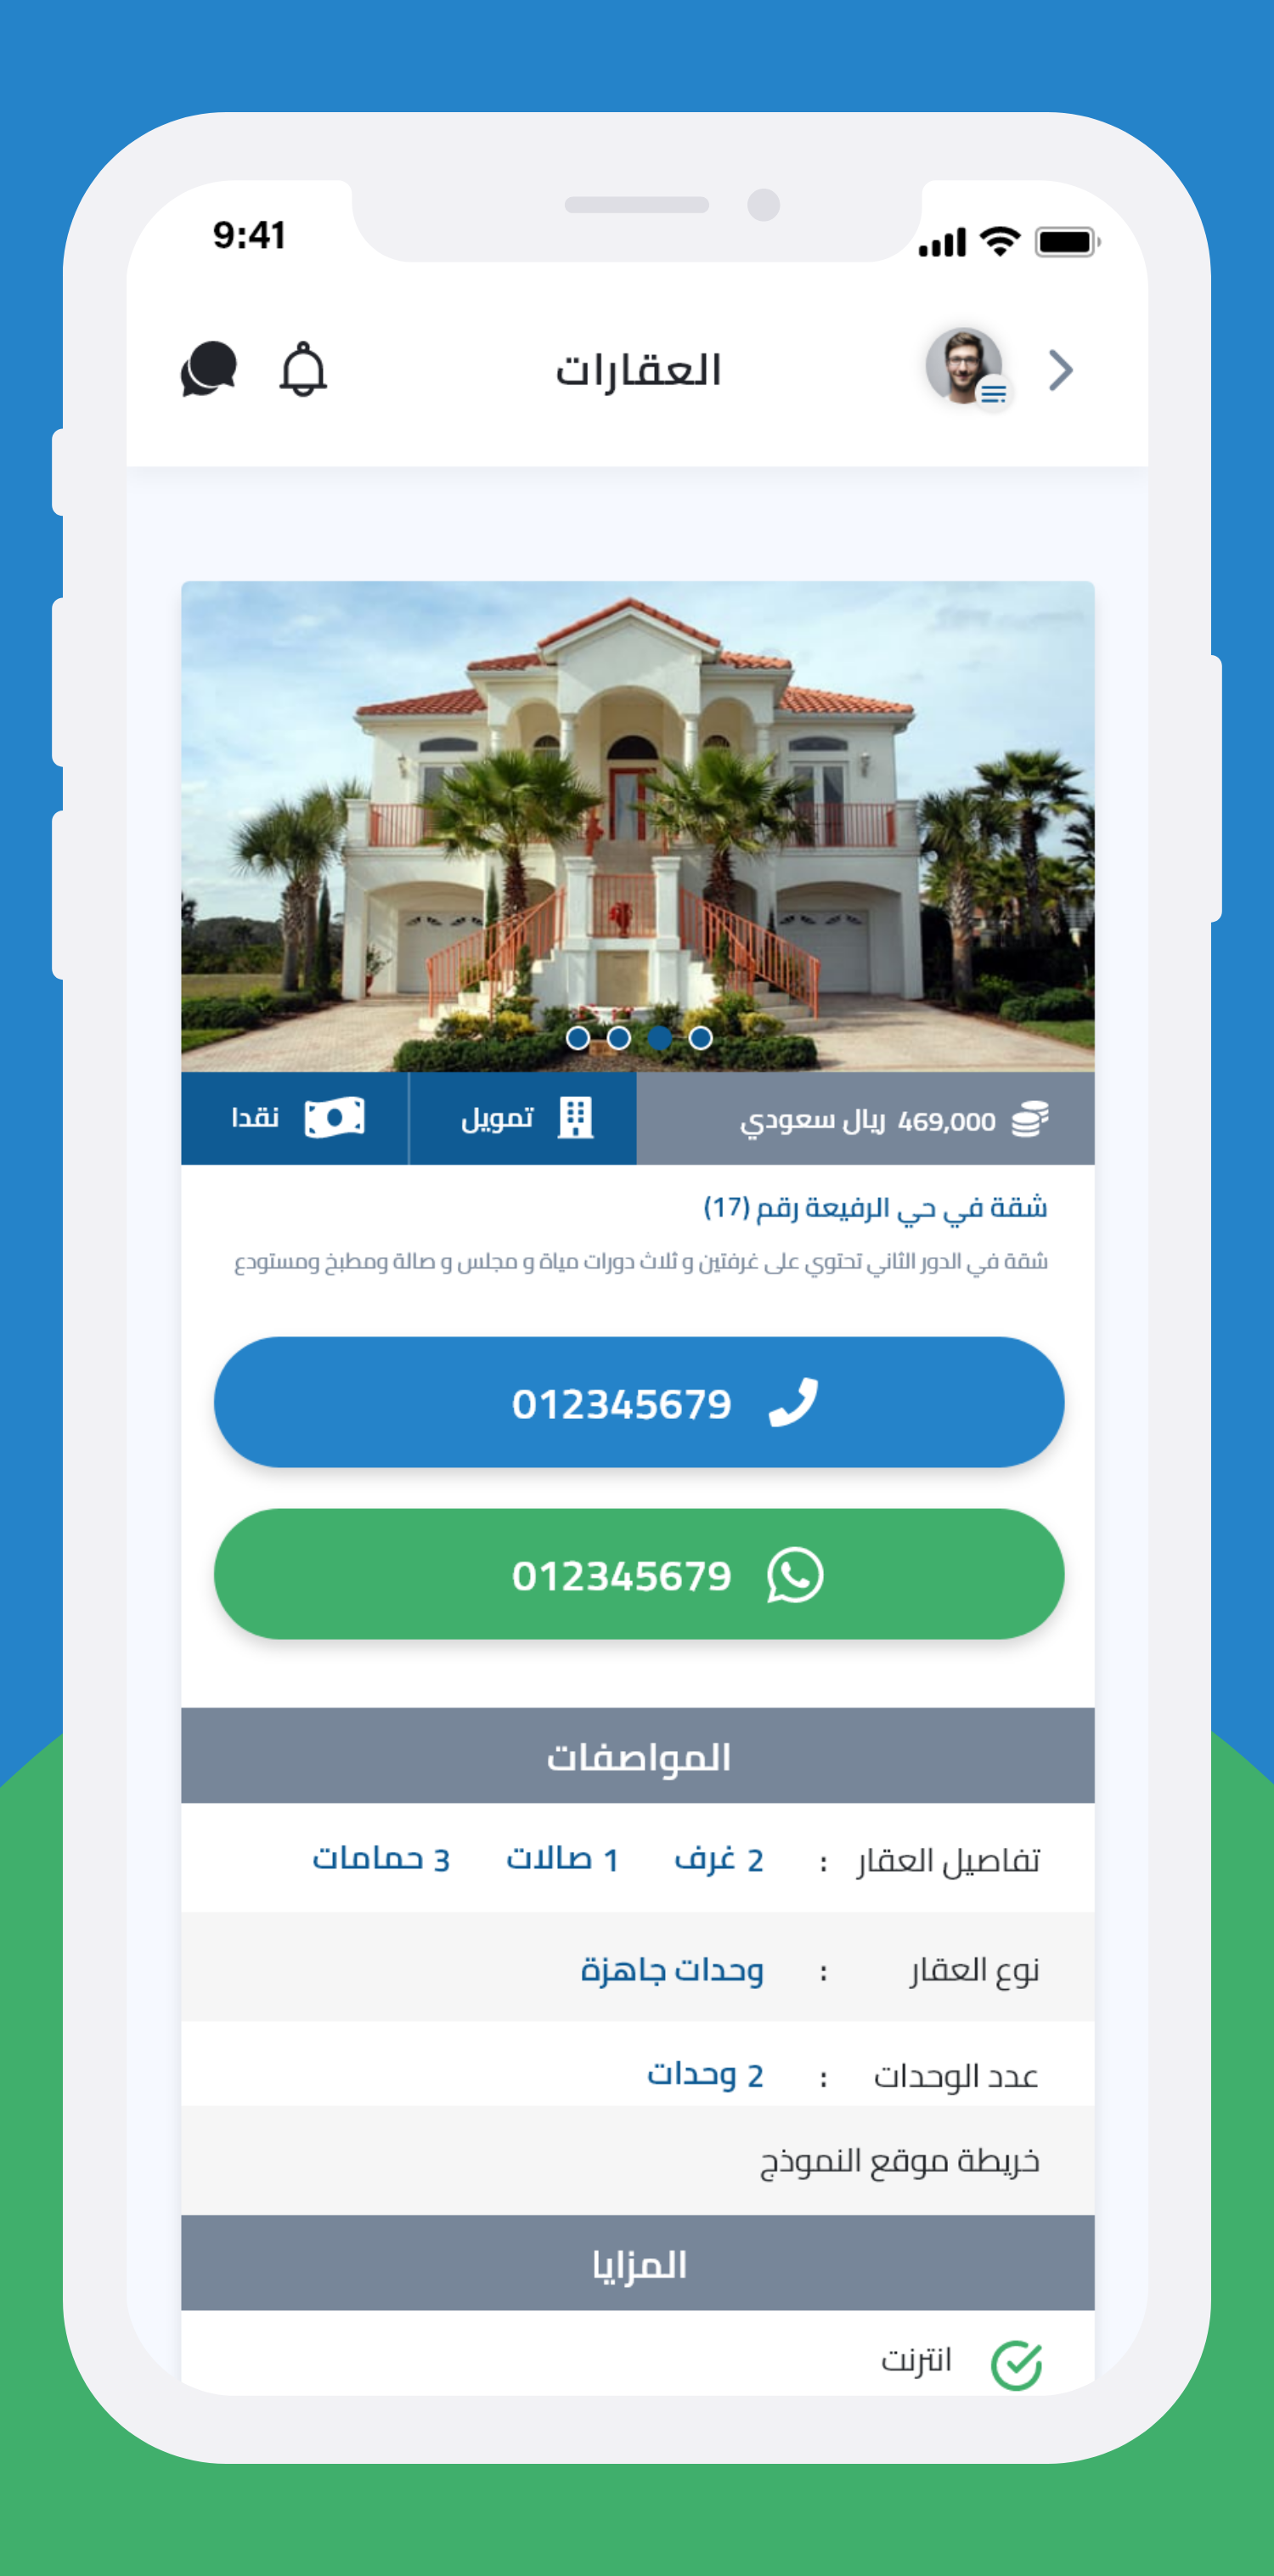 9:41
العقارات
469,000 ريال سعودي
تمويل
نقدا
شقة في حي الرفيعة رقم (17)
شقة في الدور الثاني تحتوي على غرفتين و ثلاث دورات مياة و مجلس و صالة ومطبخ ومستودع
012345679
012345679
المواصفات
تفاصيل العقار : 2 غرف 1 صالات 3 حمامات
نوع العقار : وحدات جاهزة
عدد الوحدات : 2 وحدات
خريطة موقع النموذج
المزايا
انترنت